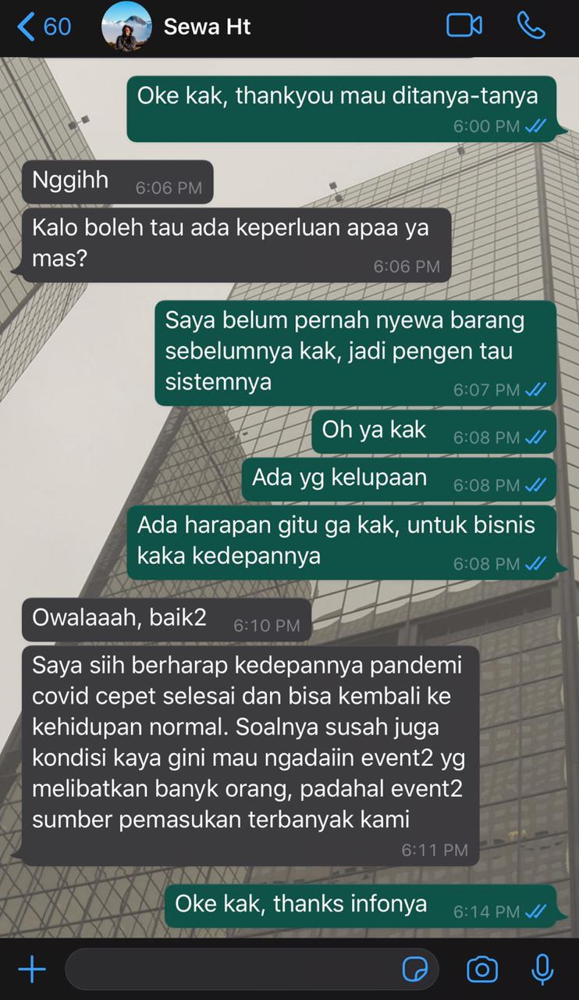 60
Sewa Ht
Oke kak, thankyou mau ditanya-tanya
6:00 PM
Nggihh
6:06 PM
Kalo boleh tau ada keperluan apaa ya
mas?
6:06 PM
Saya belum pernah nyewa barang
sebelumnya kak, jadi pengen tau
sistemnya
6:07 PM
Oh ya kak
6:08 PM
Ada yg kelupaan
6:08 PM
Ada harapan gitu ga kak, untuk bisnis
kaka kedepannya
6:08 PM
Owalaaah, baik2
6:10 PM
Saya siih berharap kedepannya pandemi
covid cepet selesai dan bisa kembali ke
kehidupan normal. Soalnya susah juga
kondisi kaya gini mau ngadaiin event2 yg
melibatkan banyk orang, padahal event2
sumber pemasukan terbanyak kami
6:11 PM
Oke kak, thanks infonya
6:14 PM